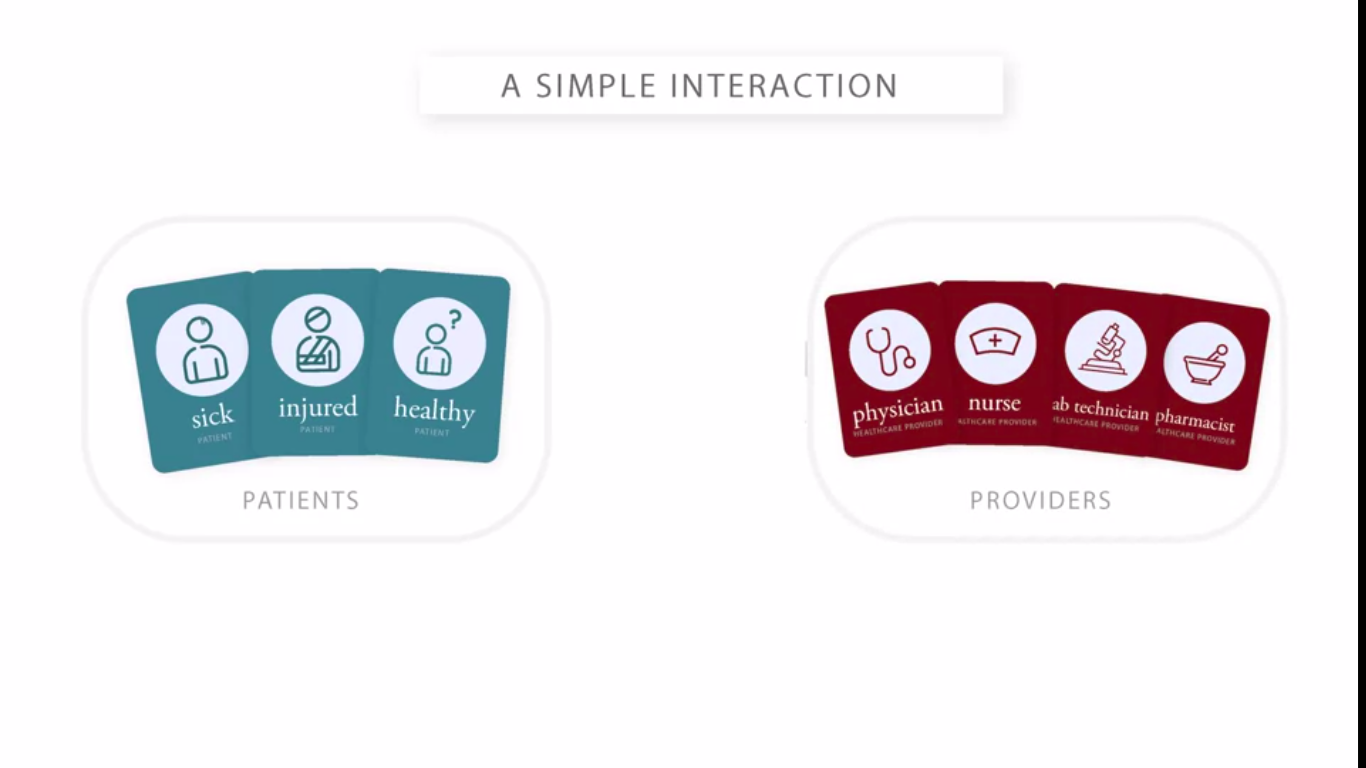 A SIMPLE INTERACTION
sick
PATIENT
injured
PATIENT
healthy
PATIENT
PATIENTS
physician
HEALTHCARE PROVIDER
nurse
ALTHCARE PROVIDER
ab technician
EALTHCARE PROVIDER
pharmacist
ALTHCARE PROVIDER
PROVIDERS